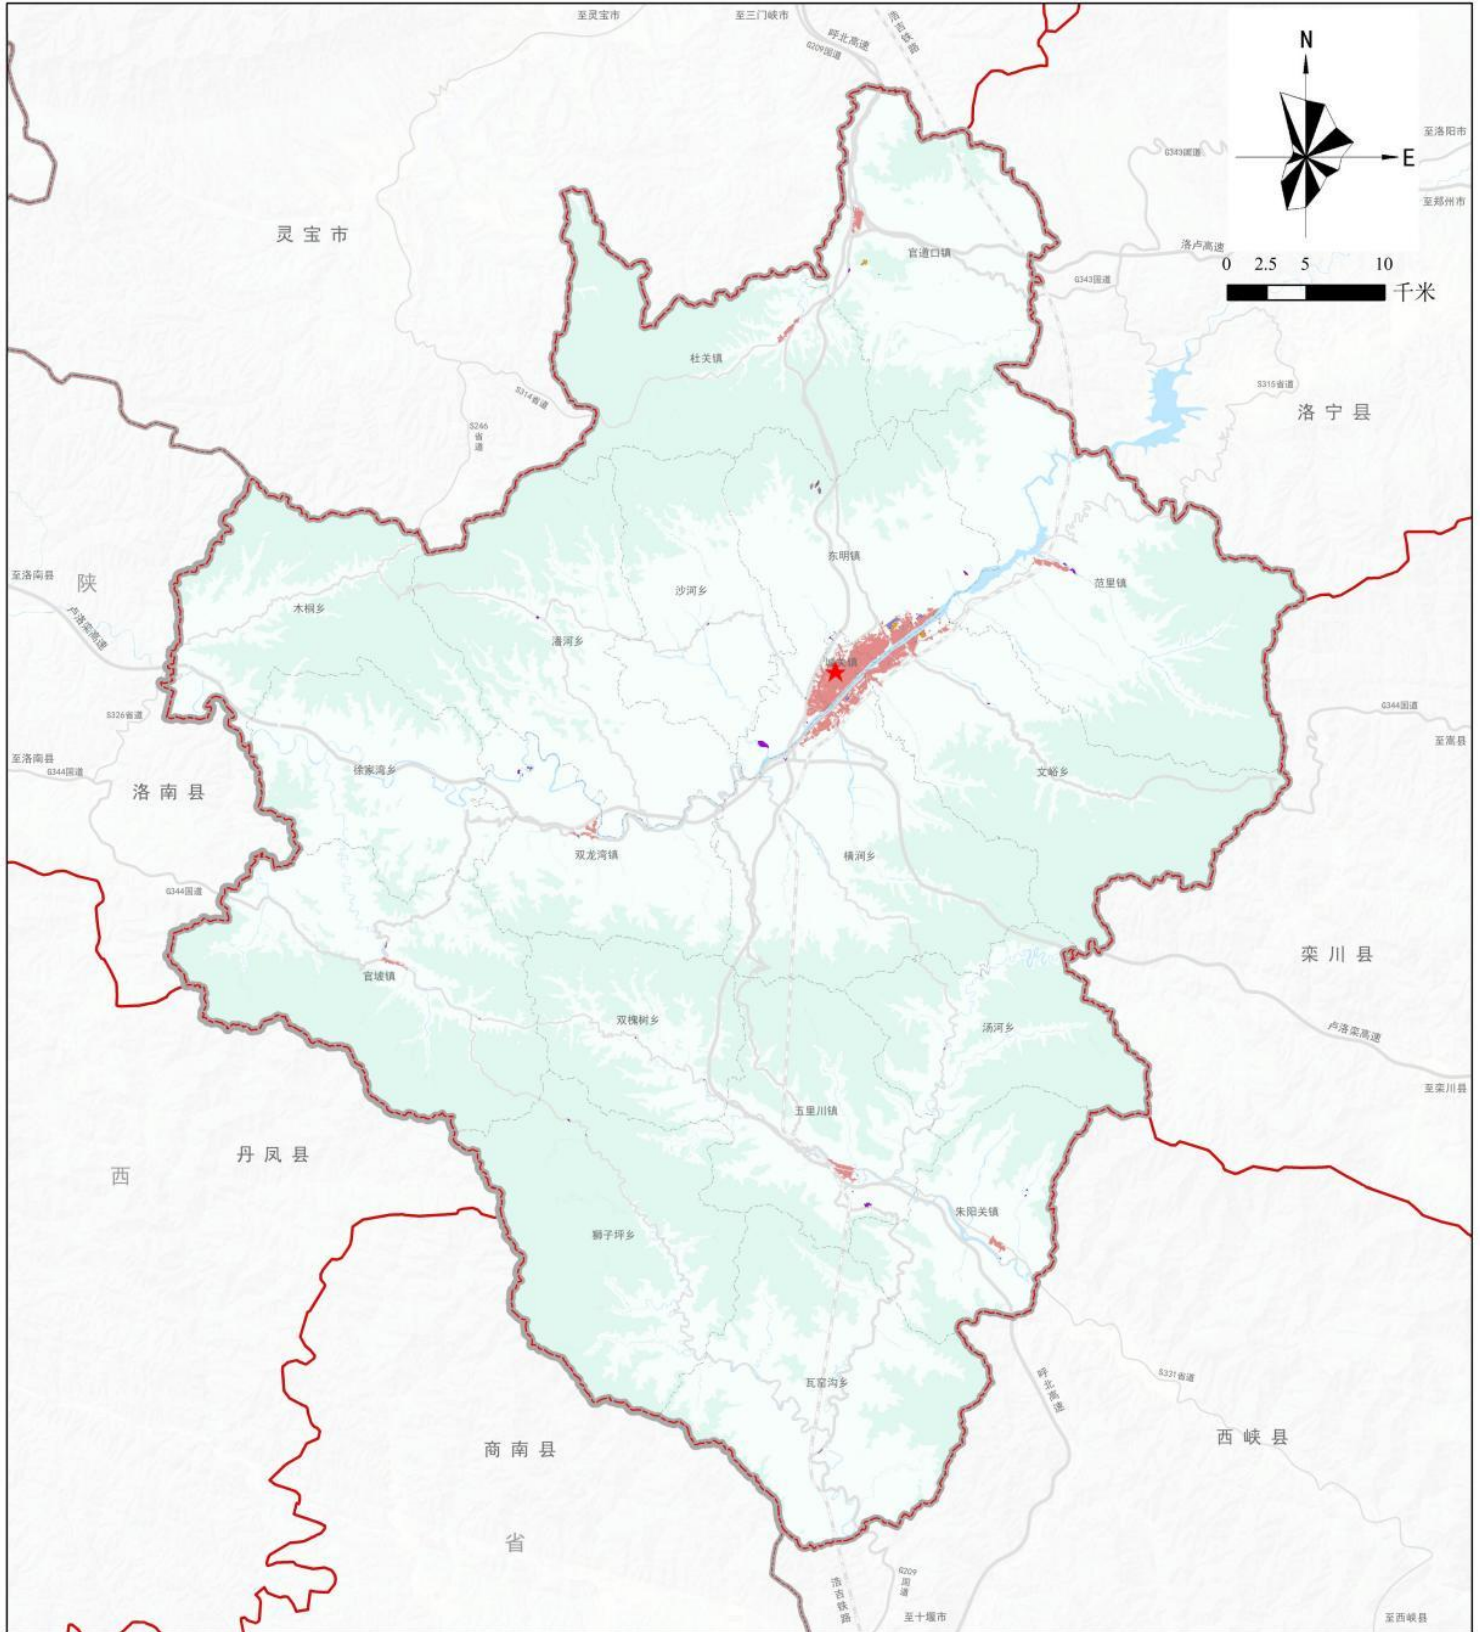 至灵宝市
至三门峡市
浩吉铁路
呼北高速
G209国道
N
E
至洛阳市
G343国道
至郑州市
灵宝市
官道口镇
洛卢高速
0 2.5 5 10
千米
G343国道
杜关镇
S314省道
S315省道
洛宁县
S246省道
东明镇
至洛南县
陕
范里镇
沙河乡
木桐乡
卢洛栾高速
潘河乡
S326省道
G344国道
至嵩县
至洛南县
G344国道
徐家湾乡
文峪乡
洛南县
双龙湾镇
横涧乡
G344国道
栾川县
官坡镇
双槐树乡
汤河乡
卢洛栾高速
至栾川县
五里川镇
丹凤县
西
朱阳关镇
狮子坪乡
S331省道
瓦窑沟乡
呼北高速
西峡县
商南县
省
G209国道
浩吉铁路
至十堰市
至西峡县